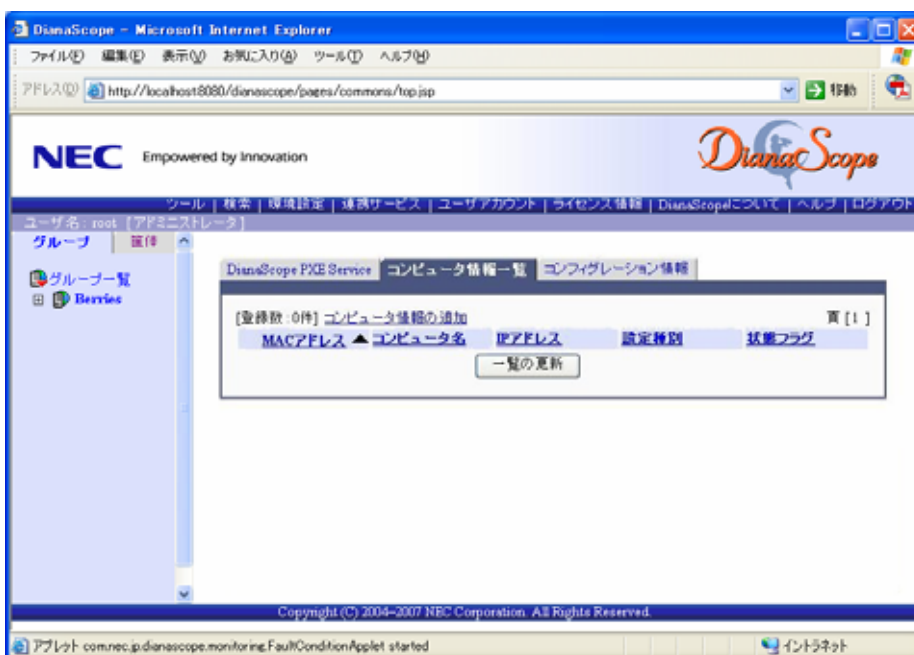 DianaScope - Microsoft Internet Explorer
ファイル(F) 編集(E) 表示(V) お気に入り(A) ツール(T) ヘルプ(H)
アドレス(D) http://localhost:8080/dianascope/pages/commons/top.jsp 移動
NEC Empowered by Innovation DianaScope
ツール | 検索 | 環境設定 | 連携サービス | ユーザアカウント | ライセンス情報 | DianaScopeについて | ヘルプ | ログアウト
ユーザ名 : root [アドミニストレータ]
グループ 筐体
グループ一覧
Berries
DianaScope PXE Service コンピュータ情報一覧 コンフィグレーション情報
[登録数 : 0件] コンピュータ情報の追加 頁 [1 ]
MACアドレス ▲ コンピュータ名 IPアドレス 設定種別 状態フラグ
一覧の更新
Copyright (C) 2004-2007 NEC Corporation. All Rights Reserved.
アプレット com.nec.jp.dianascope.monitoring.FaultConditionApplet started イントラネット